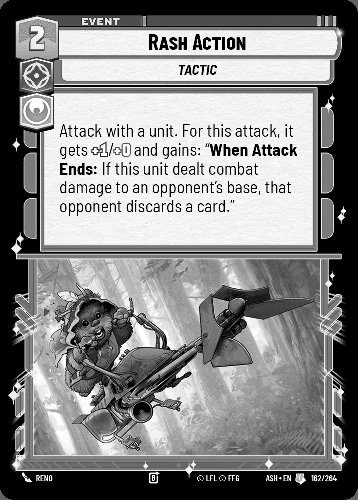 EVENT
2
RASH ACTION
TACTIC
Attack with a unit. For this attack, it
gets +1/+0 and gains: “When Attack
Ends: If this unit dealt combat
damage to an opponent’s base, that
opponent discards a card.”
RENO
© LFL © FFG
ASH • EN
162/264